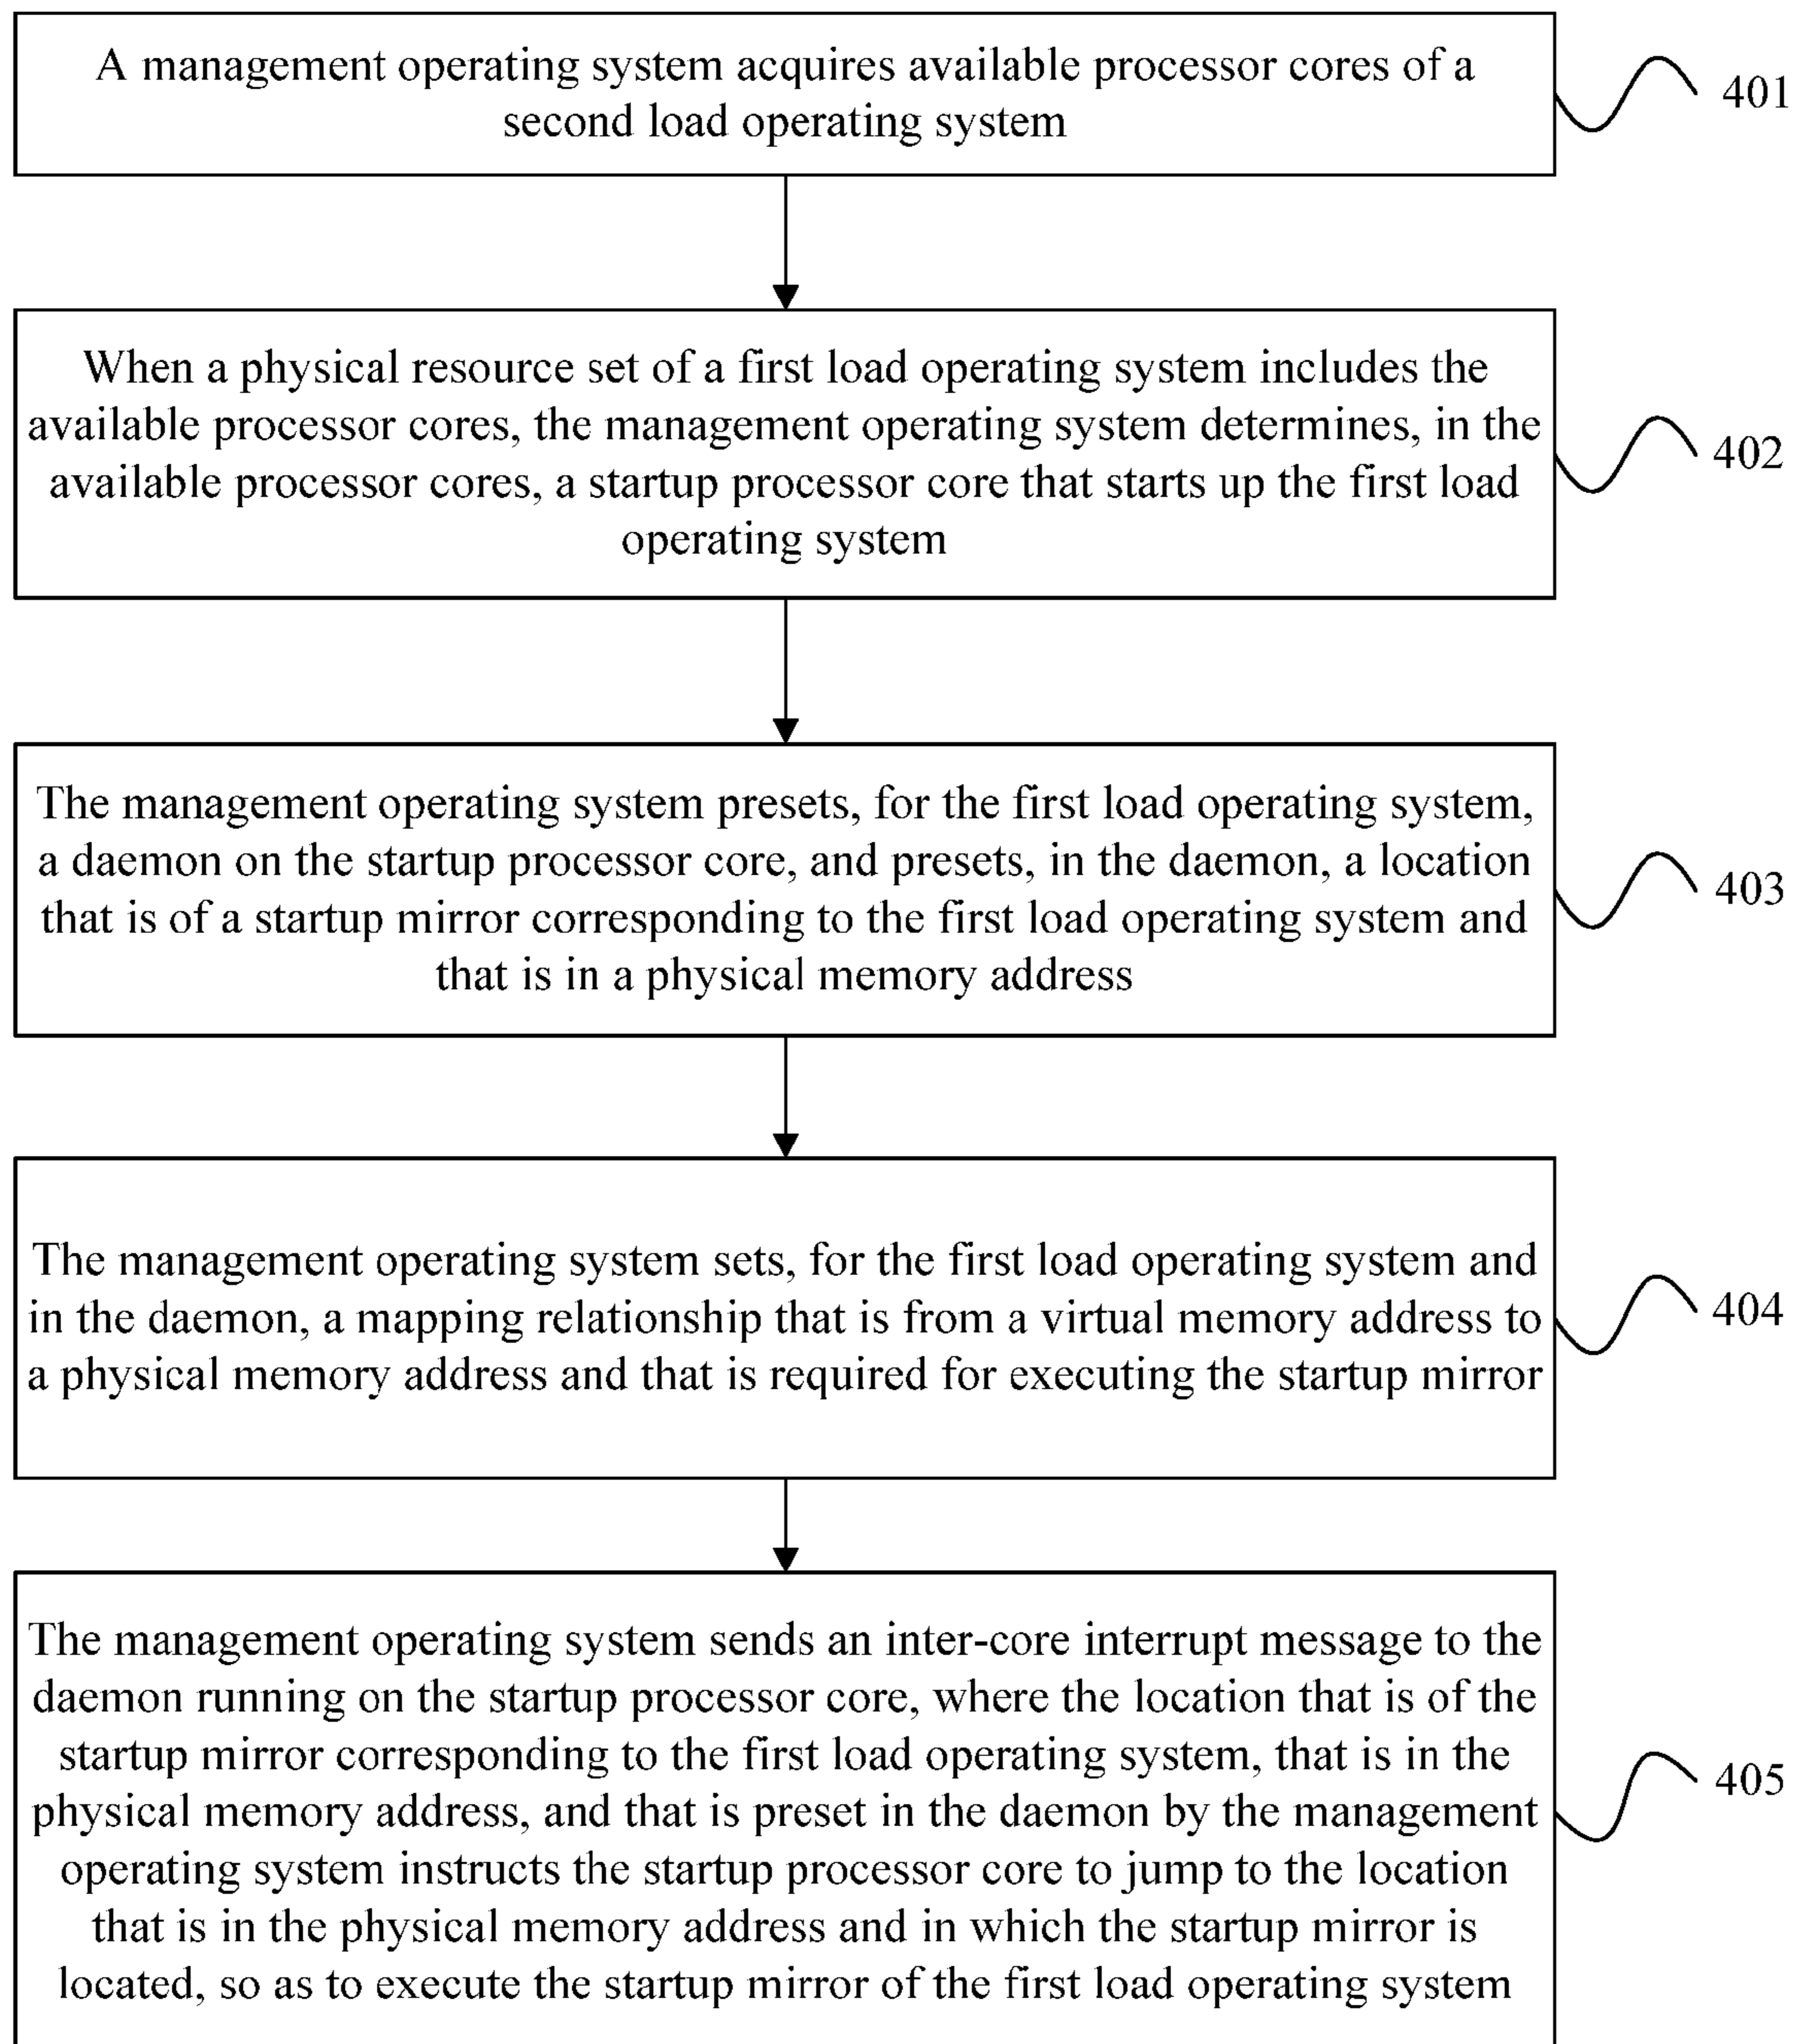 A management operating system acquires available processor cores of a
second load operating system
401
When a physical resource set of a first load operating system includes the
available processor cores, the management operating system determines, in the
available processor cores, a startup processor core that starts up the first load
operating system
402
The management operating system presets, for the first load operating system,
a daemon on the startup processor core, and presets, in the daemon, a location
that is of a startup mirror corresponding to the first load operating system and
that is in a physical memory address
403
The management operating system sets, for the first load operating system and
in the daemon, a mapping relationship that is from a virtual memory address to
a physical memory address and that is required for executing the startup mirror
404
The management operating system sends an inter-core interrupt message to the
daemon running on the startup processor core, where the location that is of the
startup mirror corresponding to the first load operating system, that is in the
physical memory address, and that is preset in the daemon by the management
operating system instructs the startup processor core to jump to the location
that is in the physical memory address and in which the startup mirror is
located, so as to execute the startup mirror of the first load operating system
405